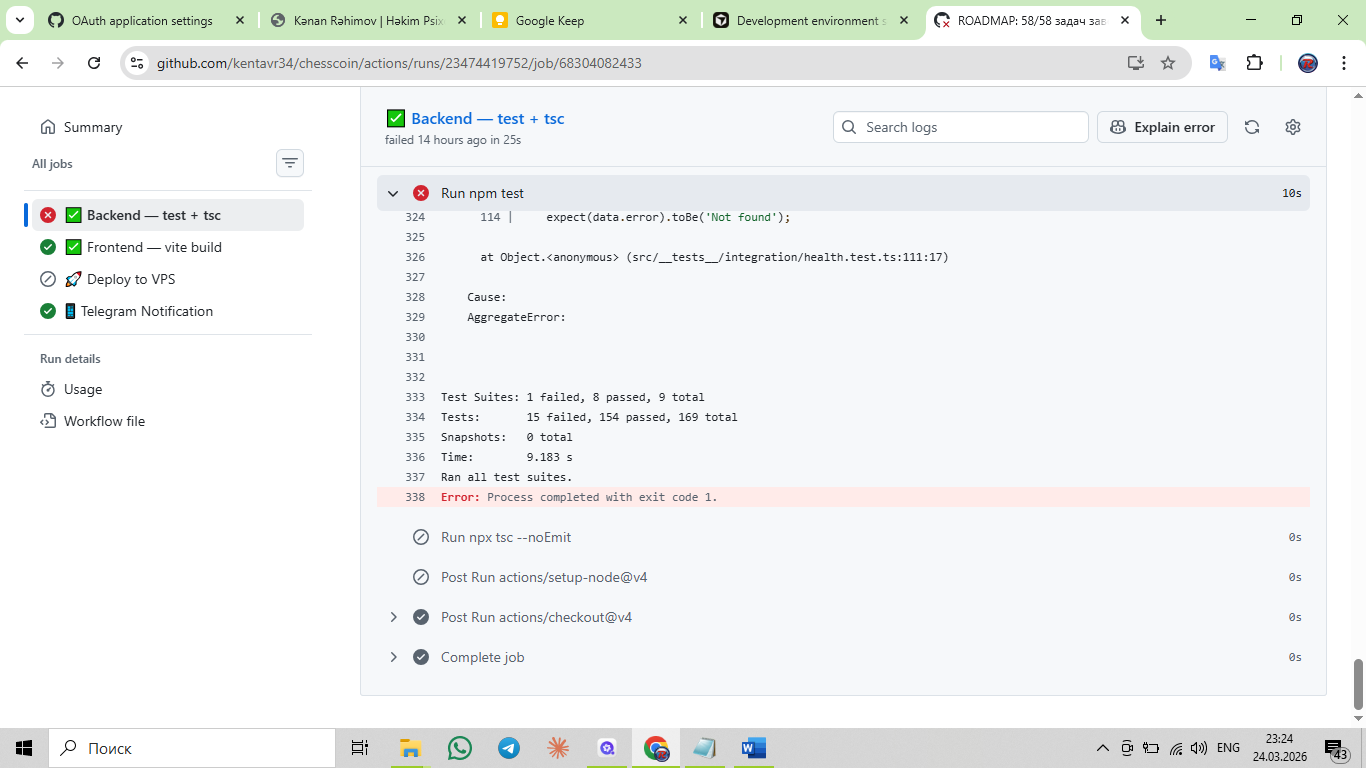 OAuth application settings
Kənan Rəhimov | Həkim Psix
Google Keep
Development environment s
ROADMAP: 58/58 задач зав
github.com/kentavr34/chesscoin/actions/runs/23474419752/job/68304082433
Summary
All jobs
Backend — test + tsc
Frontend — vite build
Deploy to VPS
Telegram Notification
Run details
Usage
Workflow file
Backend — test + tsc
failed 14 hours ago in 25s
Search logs
Explain error
Run npm test
10s
324 114 | expect(data.error).toBe('Not found');
325
326 at Object.<anonymous> (src/__tests__/integration/health.test.ts:111:17)
327
328 Cause:
329 AggregateError:
330
331
332
333 Test Suites: 1 failed, 8 passed, 9 total
334 Tests: 15 failed, 154 passed, 169 total
335 Snapshots: 0 total
336 Time: 9.183 s
337 Ran all test suites.
338 Error: Process completed with exit code 1.
Run npx tsc --noEmit 0s
Post Run actions/setup-node@v4 0s
Post Run actions/checkout@v4 0s
Complete job 0s
Поиск
ENG
23:24
24.03.2026
43